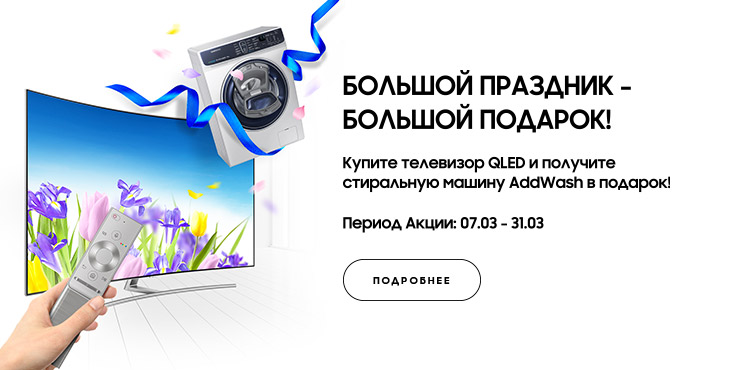 БОЛЬШОЙ ПРАЗДНИК -
БОЛЬШОЙ ПОДАРОК!
Купите телевизор QLED и получите
стиральную машину AddWash в подарок!
Период Акции: 07.03 - 31.03
ПОДРОБНЕЕ